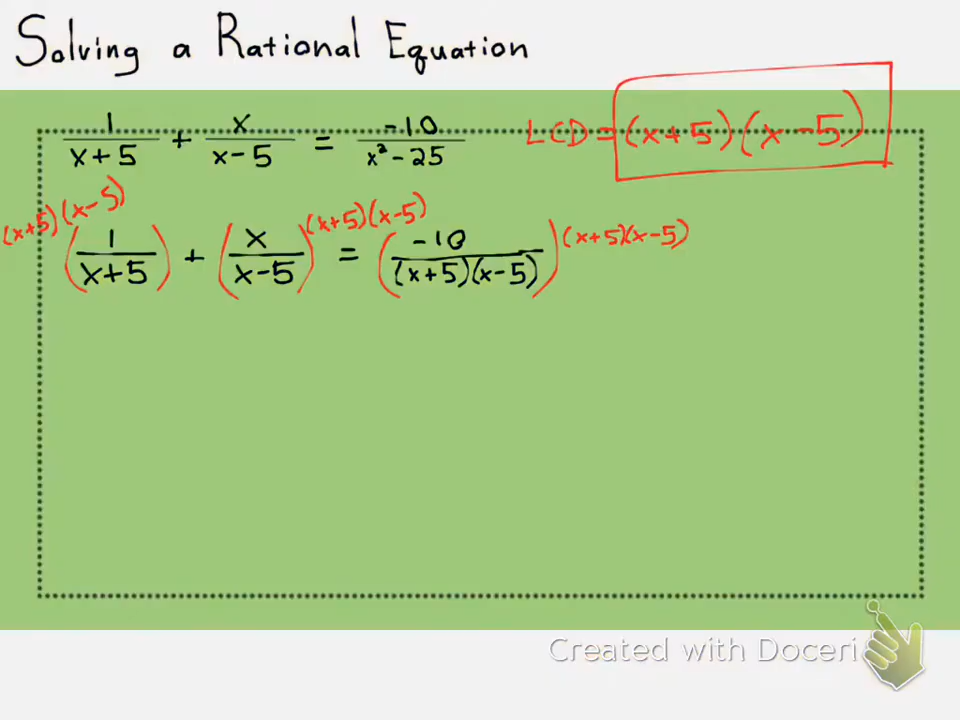 Solving a Rational Equation
1/(x+5) + x/(x-5) = -10/(x²-25) LCD = (x+5)(x-5)
(x+5)(x-5) (1/(x+5)) + (x/(x-5)) (x+5)(x-5) = (-10/((x+5)(x-5))) (x+5)(x-5)
Created with Doceri